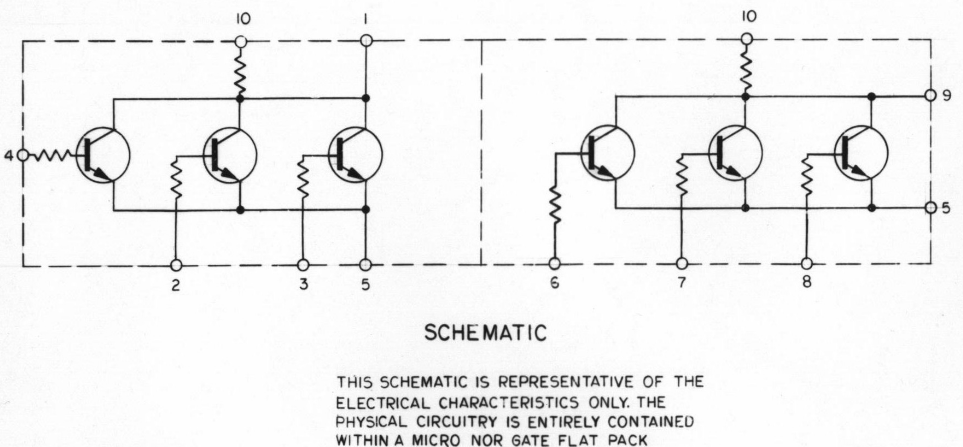 10 1 10
9
4
5
2 3 5 6 7 8
SCHEMATIC
THIS SCHEMATIC IS REPRESENTATIVE OF THE
ELECTRICAL CHARACTERISTICS ONLY. THE
PHYSICAL CIRCUITRY IS ENTIRELY CONTAINED
WITHIN A MICRO NOR GATE FLAT PACK